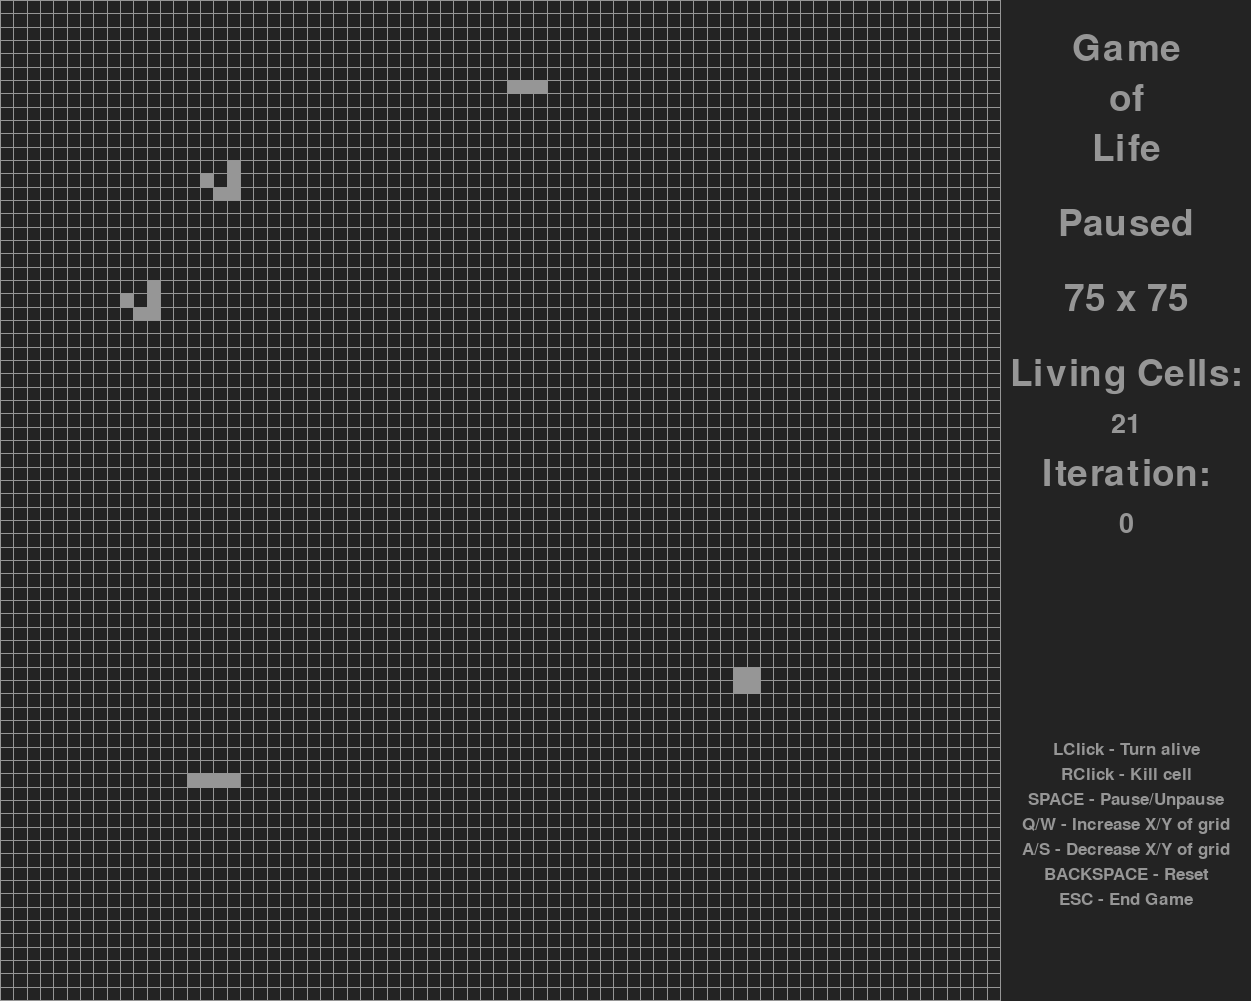 Game
of
Life
Paused
75 x 75
Living Cells:
21
Iteration:
0
LClick - Turn alive
RClick - Kill cell
SPACE - Pause/Unpause
Q/W - Increase X/Y of grid
A/S - Decrease X/Y of grid
BACKSPACE - Reset
ESC - End Game